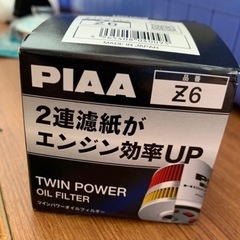 Z6
MADE IN JAPAN
PIAA
品番
Z6
2連濾紙が
エンジン効率UP
TWIN POWER
OIL FILTER
ツインパワーオイルフィルター